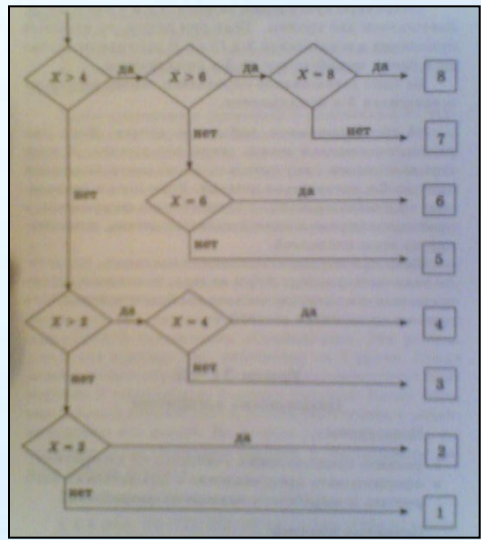 X > 4 да X > 6 да X = 8 да 8
нет нет 7
нет
X = 6 да 6
нет 5
X > 2 да X = 4 да 4
нет нет 3
X = 2 да 2
нет 1